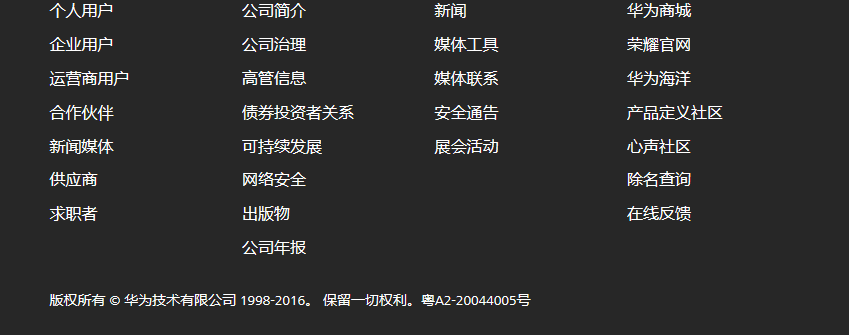 个人用户
企业用户
运营商用户
合作伙伴
新闻媒体
供应商
求职者
公司简介
公司治理
高管信息
债券投资者关系
可持续发展
网络安全
出版物
公司年报
新闻
媒体工具
媒体联系
安全通告
展会活动
华为商城
荣耀官网
华为海洋
产品定义社区
心声社区
除名查询
在线反馈
版权所有 © 华为技术有限公司 1998-2016。 保留一切权利。粤A2-20044005号